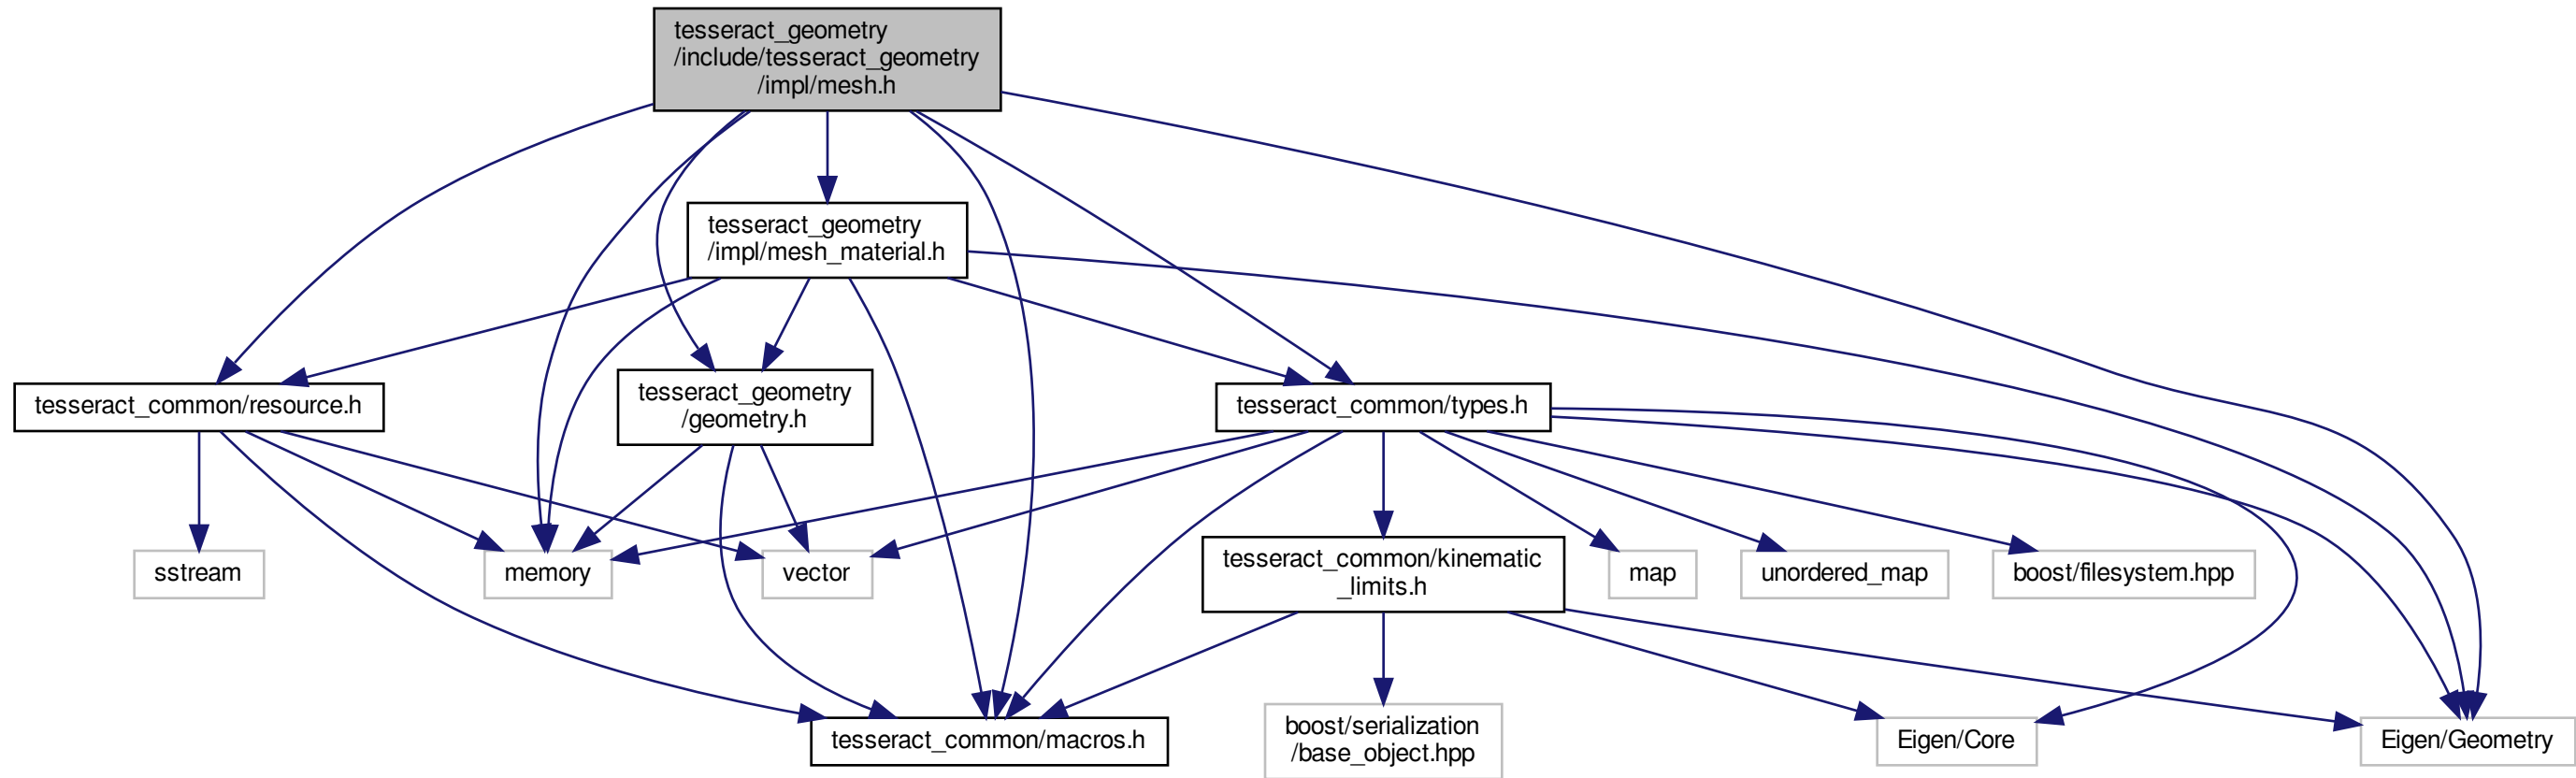 tesseract_geometry
/include/tesseract_geometry
/impl/mesh.h
tesseract_geometry
/impl/mesh_material.h
tesseract_common/resource.h
tesseract_geometry
/geometry.h
tesseract_common/types.h
sstream
memory
vector
tesseract_common/kinematic
_limits.h
map
unordered_map
boost/filesystem.hpp
tesseract_common/macros.h
boost/serialization
/base_object.hpp
Eigen/Core
Eigen/Geometry